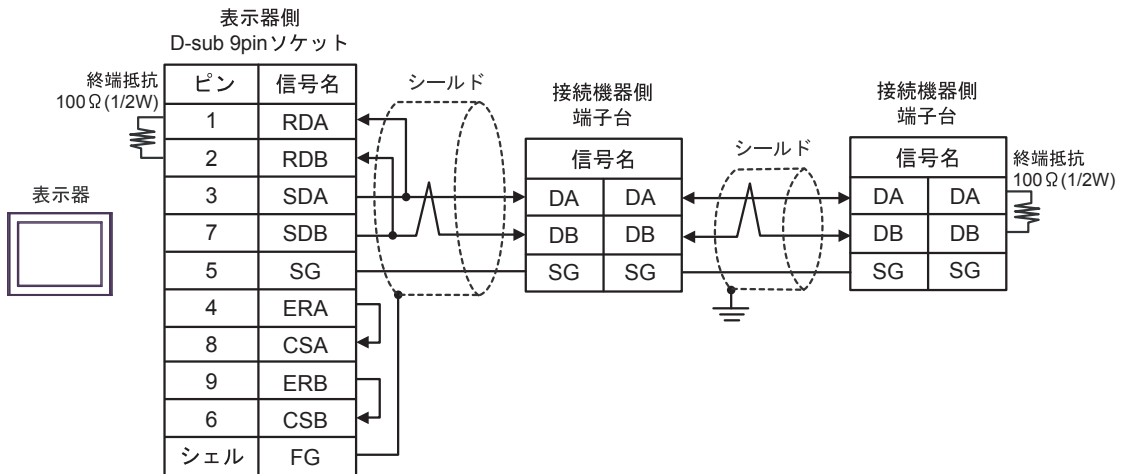 表示器側
D-sub 9pinソケット
終端抵抗
100Ω(1/2W)
ピン 信号名
1 RDA
2 RDB
3 SDA
7 SDB
5 SG
4 ERA
8 CSA
9 ERB
6 CSB
シェル FG
表示器
シールド
接続機器側
端子台
信号名
DA DA
DB DB
SG SG
シールド
接続機器側
端子台
信号名
DA DA
DB DB
SG SG
終端抵抗
100Ω(1/2W)